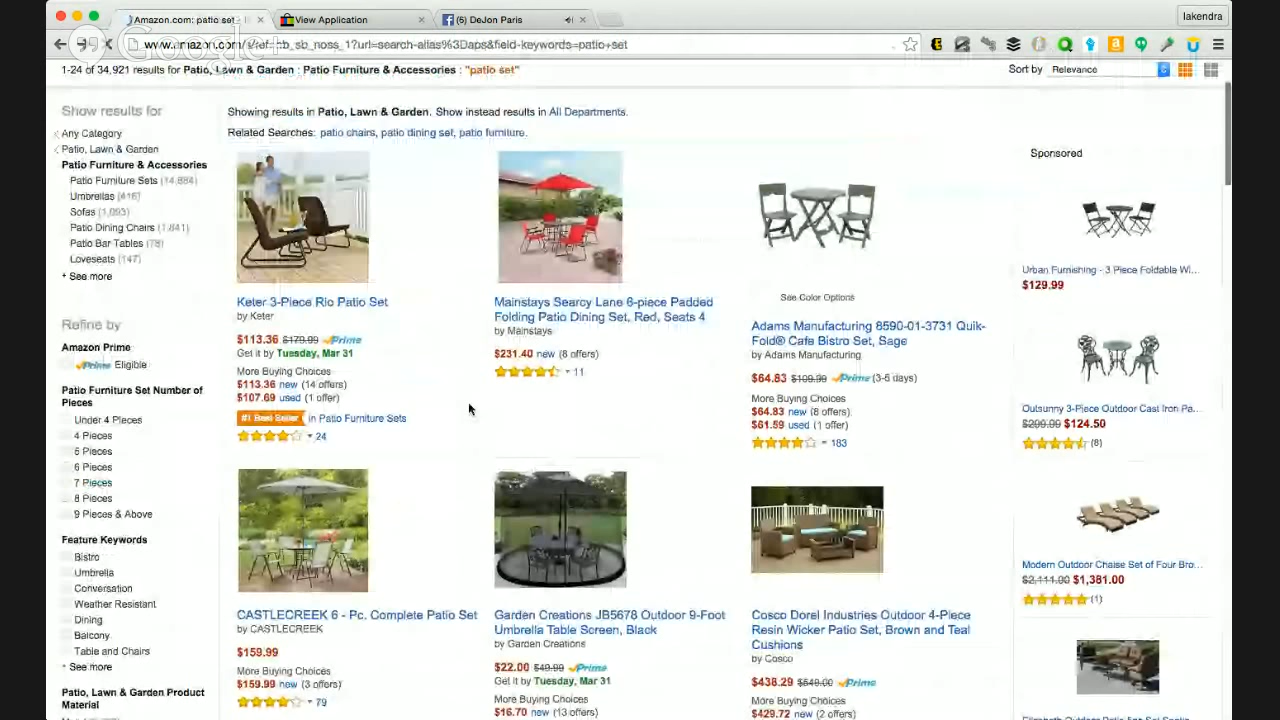 Amazon.com: patio set
View Application
(6) DeJon Paris
lakendra
Google+
www.amazon.com/s/ref=nb_sb_noss_1?url=search-alias%3Daps&field-keywords=patio+set
1-24 of 34,921 results for Patio, Lawn & Garden : Patio Furniture & Accessories : "patio set"
Sort by Relevance
Show results for
Any Category
Patio, Lawn & Garden
Patio Furniture & Accessories
Patio Furniture Sets (14,884)
Umbrellas (416)
Sofas (1,093)
Patio Dining Chairs (1,841)
Patio Bar Tables (78)
Loveseats (147)
+ See more
Refine by
Amazon Prime
Prime Eligible
Patio Furniture Set Number of
Pieces
Under 4 Pieces
4 Pieces
5 Pieces
6 Pieces
7 Pieces
8 Pieces
9 Pieces & Above
Feature Keywords
Bistro
Umbrella
Conversation
Weather Resistant
Dining
Balcony
Table and Chairs
+ See more
Patio, Lawn & Garden Product
Material
Showing results in Patio, Lawn & Garden. Show instead results in All Departments.
Related Searches: patio chairs, patio dining set, patio furniture.
Keter 3-Piece Rio Patio Set
by Keter
$113.36 $179.99 Prime
Get it by Tuesday, Mar 31
More Buying Choices
$113.36 new (14 offers)
$107.69 used (1 offer)
#1 Best Seller in Patio Furniture Sets
24
Mainstays Searcy Lane 6-piece Padded
Folding Patio Dining Set, Red, Seats 4
by Mainstays
$231.40 new (8 offers)
11
See Color Options
Adams Manufacturing 8590-01-3731 Quik-
Fold® Cafe Bistro Set, Sage
by Adams Manufacturing
$64.83 $109.99 Prime (3-5 days)
More Buying Choices
$64.83 new (8 offers)
$61.59 used (1 offer)
183
CASTLECREEK 6 - Pc. Complete Patio Set
by CASTLECREEK
$159.99
More Buying Choices
$159.99 new (3 offers)
79
Garden Creations JB5678 Outdoor 9-Foot
Umbrella Table Screen, Black
by Garden Creations
$22.00 $49.99 Prime
Get it by Tuesday, Mar 31
More Buying Choices
$16.70 new (13 offers)
Cosco Dorel Industries Outdoor 4-Piece
Resin Wicker Patio Set, Brown and Teal
Cushions
by Cosco
$438.29 $549.00 Prime
More Buying Choices
$429.72 new (2 offers)
Sponsored
Urban Furnishing - 3 Piece Foldable Wi...
$129.99
Outsunny 3-Piece Outdoor Cast Iron Pa...
$299.99 $124.50
(8)
Modern Outdoor Chaise Set of Four Bro...
$2,111.00 $1,381.00
(1)